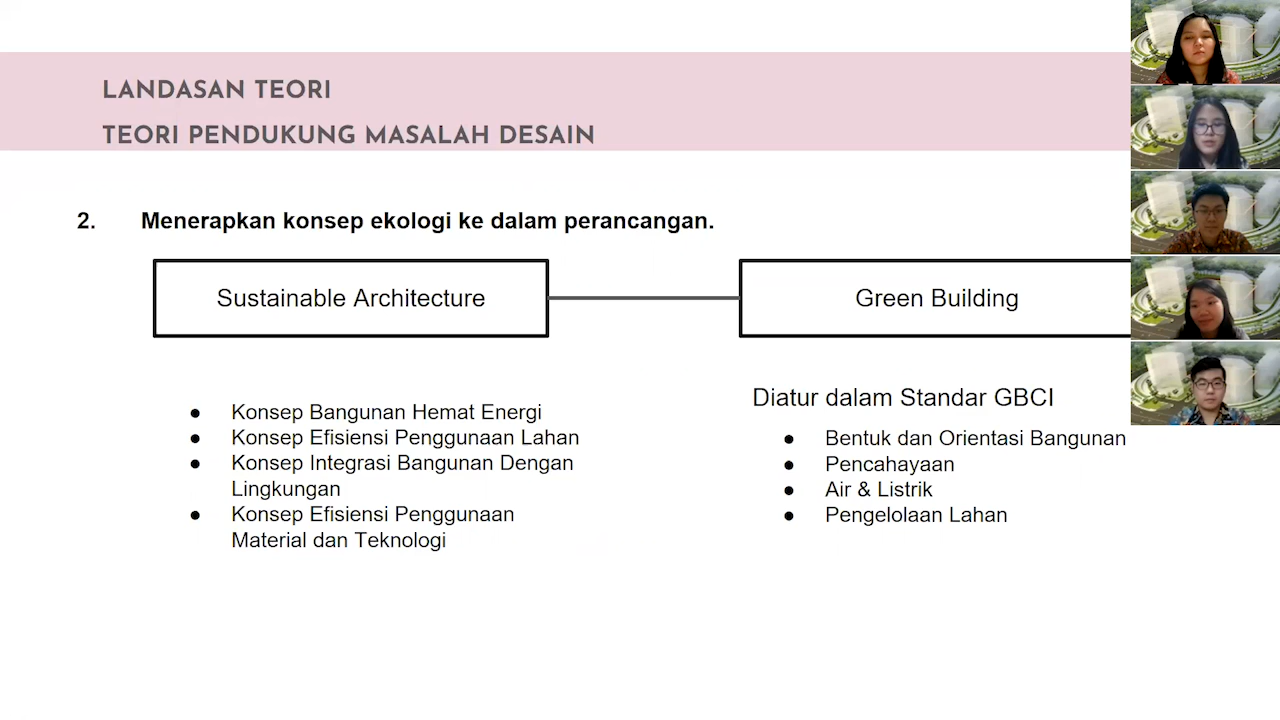 LANDASAN TEORI
TEORI PENDUKUNG MASALAH DESAIN
2. Menerapkan konsep ekologi ke dalam perancangan.
Sustainable Architecture
● Konsep Bangunan Hemat Energi
● Konsep Efisiensi Penggunaan Lahan
● Konsep Integrasi Bangunan Dengan
Lingkungan
● Konsep Efisiensi Penggunaan
Material dan Teknologi
Green Building
Diatur dalam Standar GBCI
● Bentuk dan Orientasi Bangunan
● Pencahayaan
● Air & Listrik
● Pengelolaan Lahan